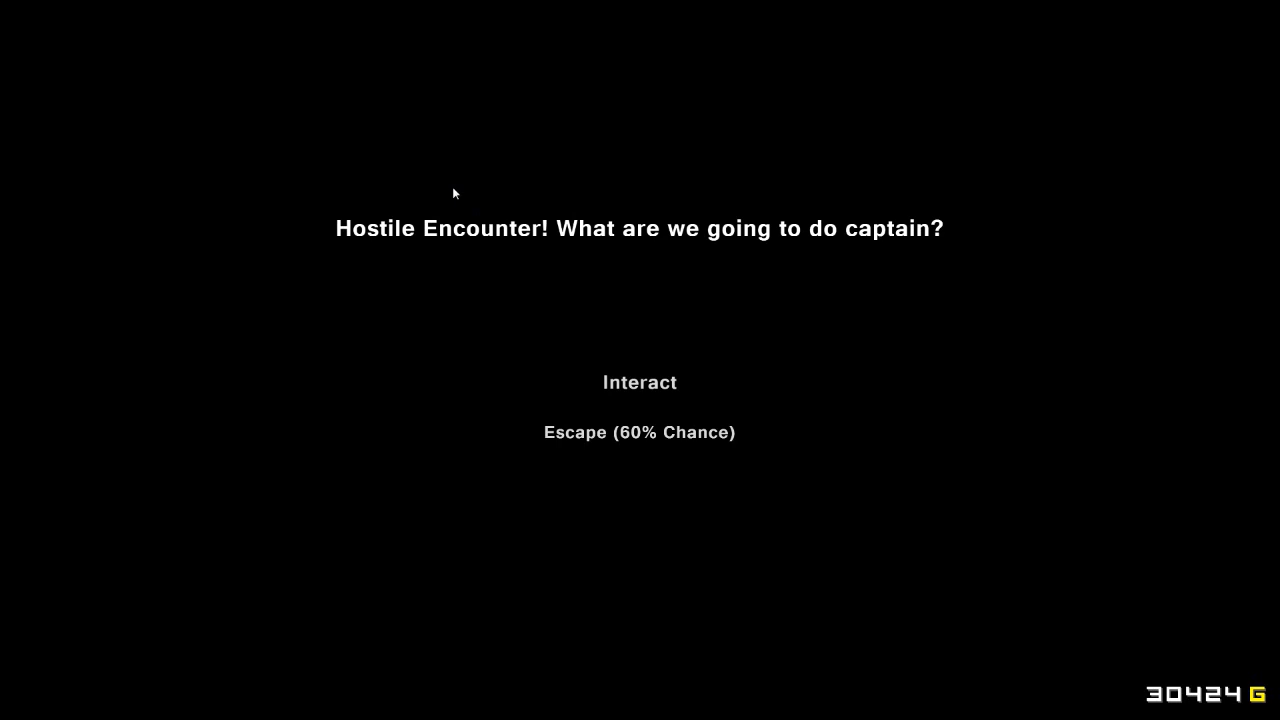 Hostile Encounter! What are we going to do captain?
Interact
Escape (60% Chance)
30424 G